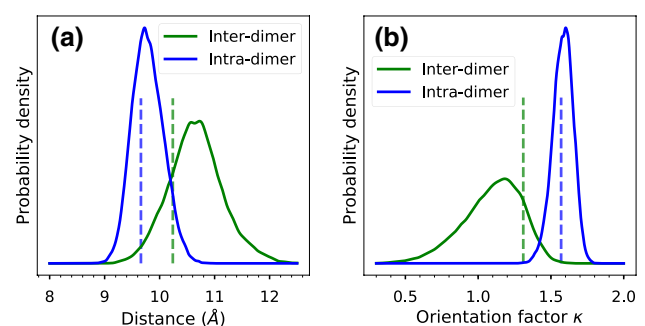 (a)
Inter-dimer
Intra-dimer
Probability density
8 9 10 11 12
Distance (Å)
(b)
Inter-dimer
Intra-dimer
Probability density
0.5 1.0 1.5 2.0
Orientation factor κ